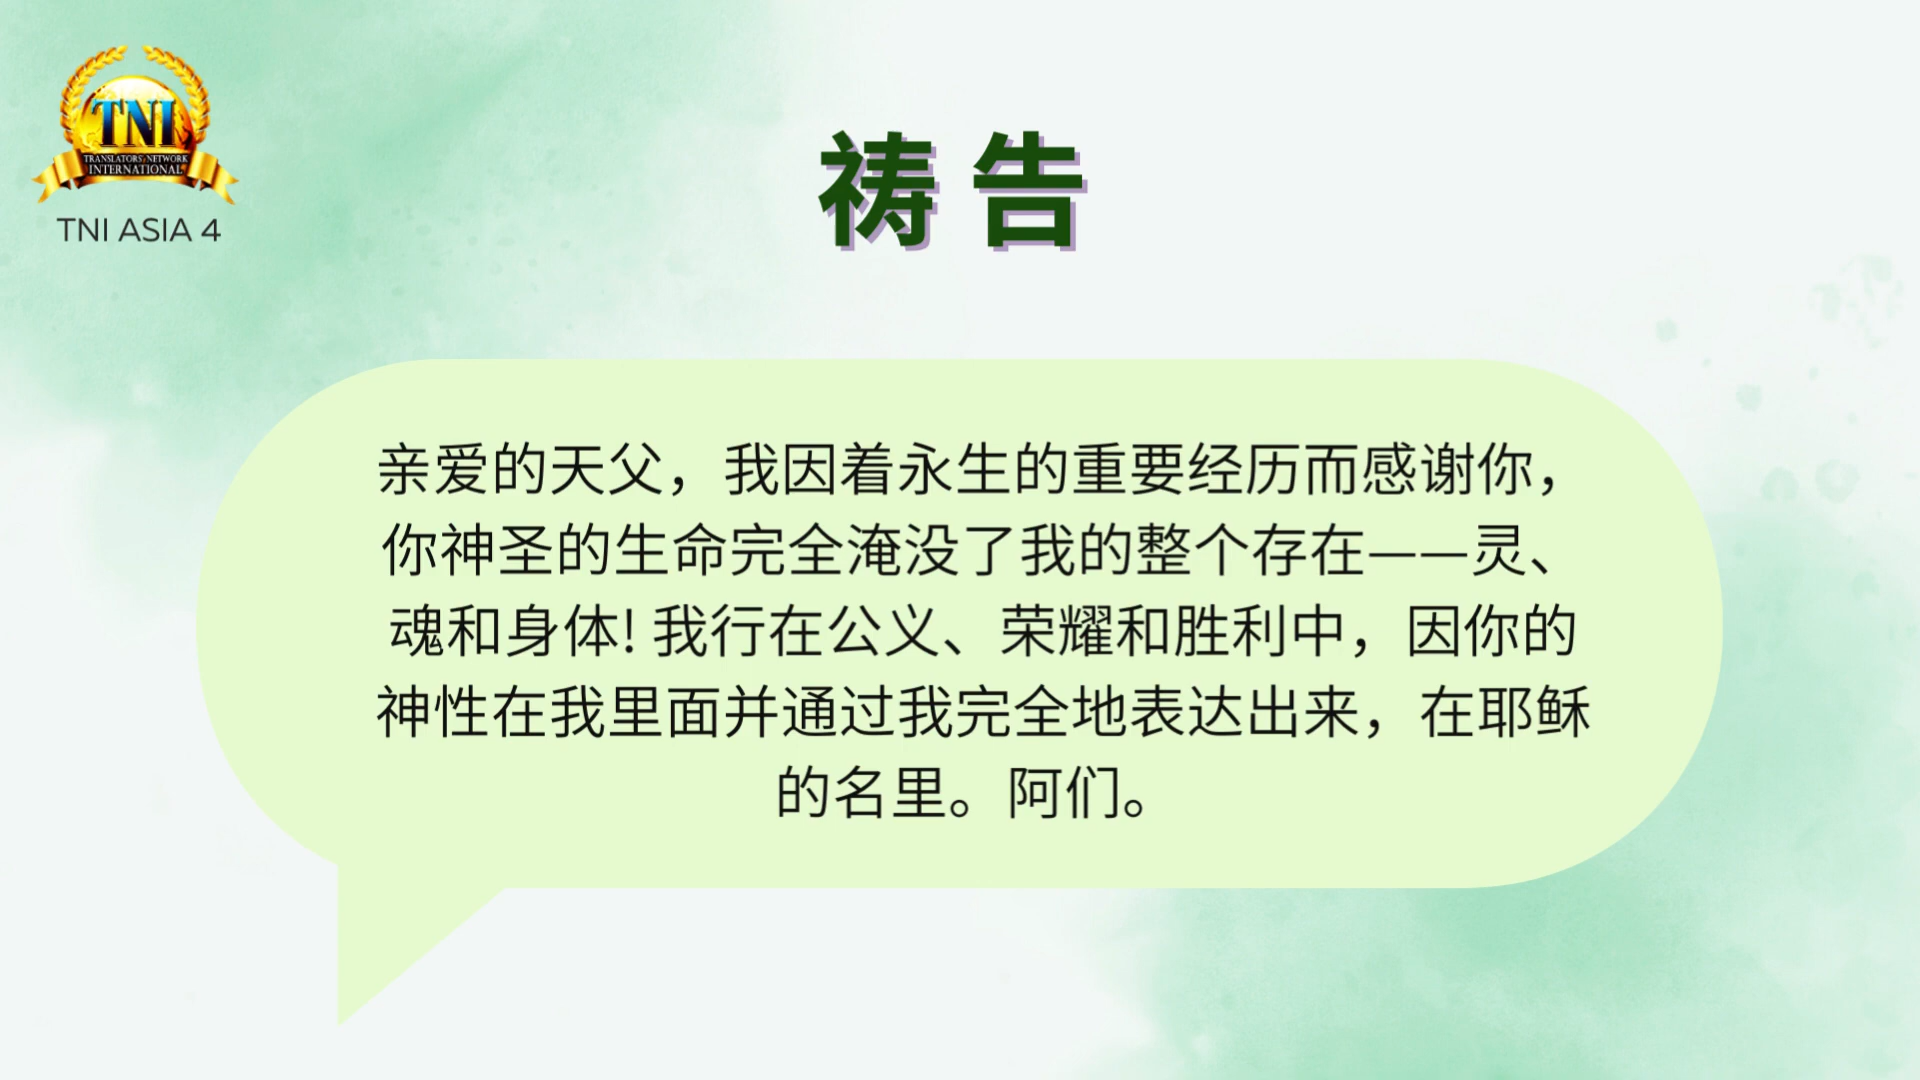 TNI
TRANSLATORS' NETWORK
INTERNATIONAL
TNI ASIA 4
祷告
亲爱的天父，我因着永生的重要经历而感谢你，
你神圣的生命完全淹没了我的整个存在——灵、
魂和身体! 我行在公义、荣耀和胜利中，因你的
神性在我里面并通过我完全地表达出来，在耶稣
的名里。阿们。